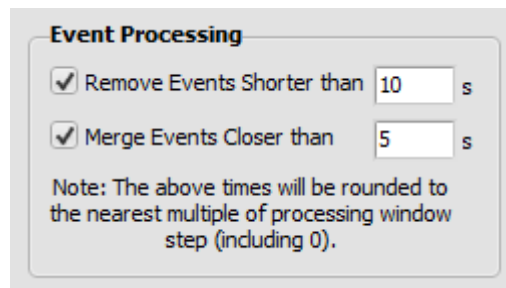 Event Processing
Remove Events Shorter than 10 s
Merge Events Closer than 5 s
Note: The above times will be rounded to
the nearest multiple of processing window
step (including 0).